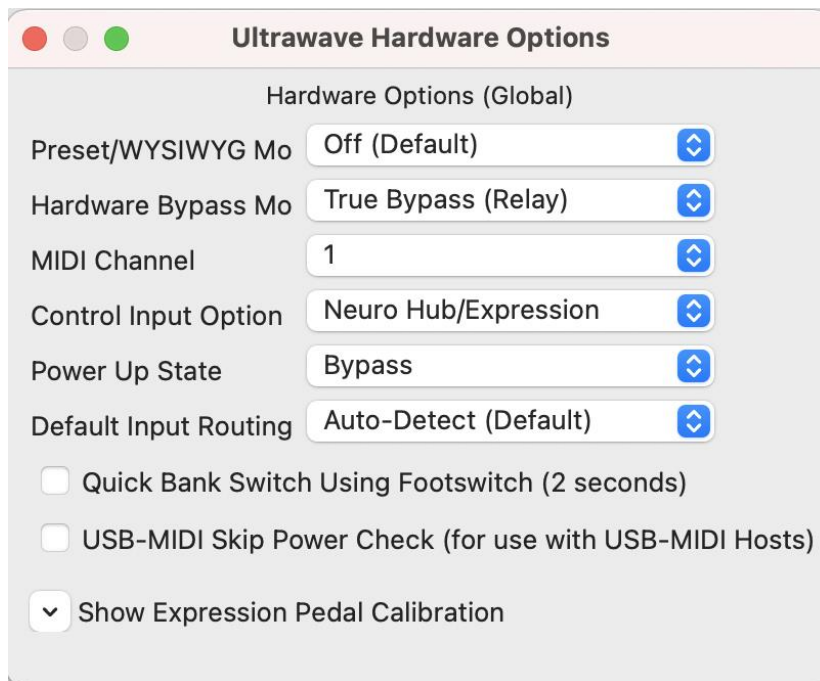 Ultrawave Hardware Options
Hardware Options (Global)
Preset/WYSIWYG Mo Off (Default)
Hardware Bypass Mo True Bypass (Relay)
MIDI Channel 1
Control Input Option Neuro Hub/Expression
Power Up State Bypass
Default Input Routing Auto-Detect (Default)
Quick Bank Switch Using Footswitch (2 seconds)
USB-MIDI Skip Power Check (for use with USB-MIDI Hosts)
Show Expression Pedal Calibration